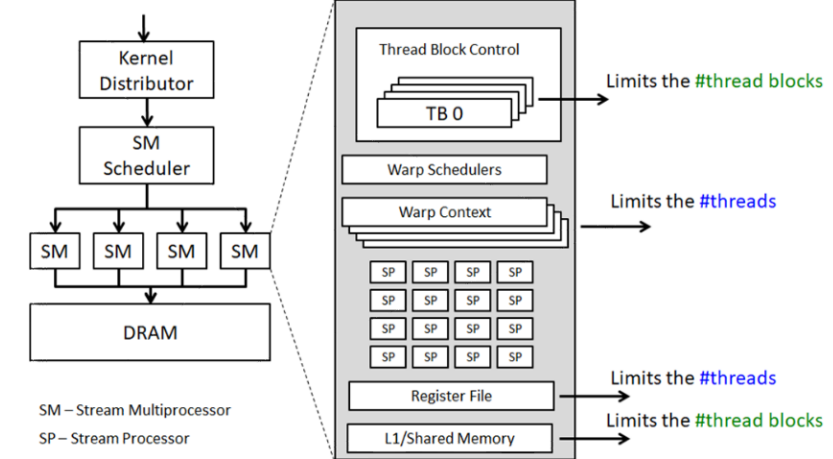 Kernel
Distributor
SM
Scheduler
SM
SM
SM
SM
DRAM
SM – Stream Multiprocessor
SP – Stream Processor
Thread Block Control
TB 0
Warp Schedulers
Warp Context
SP SP SP SP
SP SP SP SP
SP SP SP SP
SP SP SP SP
Register File
L1/Shared Memory
Limits the #thread blocks
Limits the #threads
Limits the #threads
Limits the #thread blocks